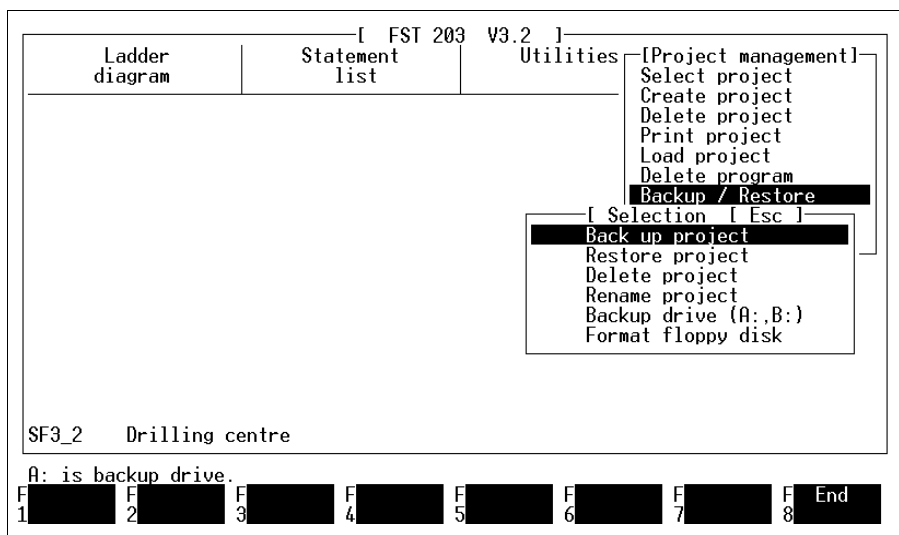 [ FST 203 V3.2 ]
Ladder diagram
Statement list
Utilities
[Project management]
Select project
Create project
Delete project
Print project
Load project
Delete program
Backup / Restore
[ Selection [ Esc ]
Back up project
Restore project
Delete project
Rename project
Backup drive (A:,B:)
Format floppy disk
SF3_2 Drilling centre
A: is backup drive.
F1 F2 F3 F4 F5 F6 F7 F8 End